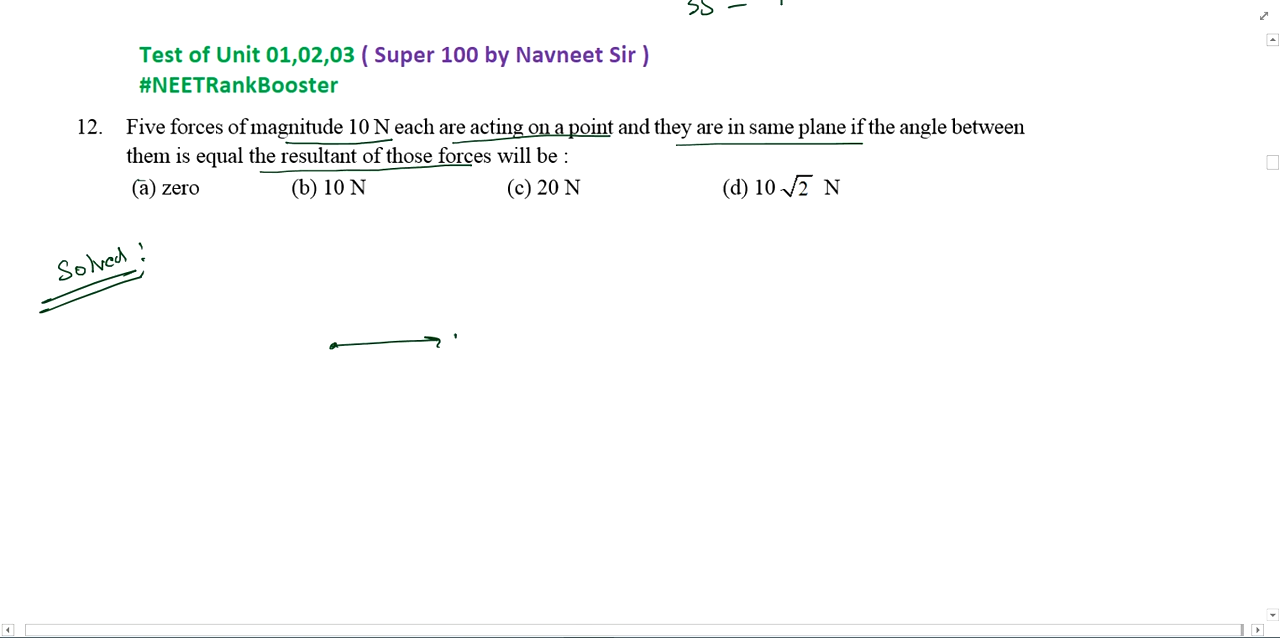 Test of Unit 01,02,03 ( Super 100 by Navneet Sir )
#NEETRankBooster
12. Five forces of magnitude 10 N each are acting on a point and they are in same plane if the angle between
them is equal the resultant of those forces will be :
(a) zero (b) 10 N (c) 20 N (d) 10 √2 N
Solved :